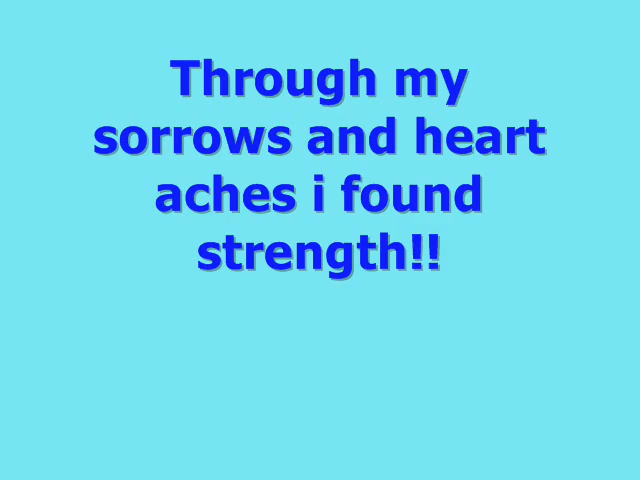 Through my
sorrows and heart
aches i found
strength!!